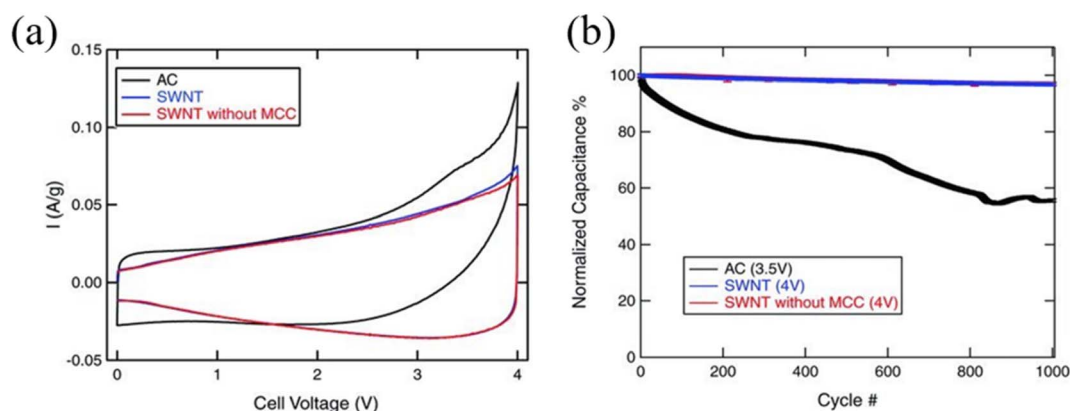 (a)
0.15
0.10
0.05
0.00
-0.05
I (A/g)
AC
SWNT
SWNT without MCC
0
1
2
3
4
Cell Voltage (V)
(b)
100
80
60
40
20
0
Normalized Capacitance %
AC (3.5V)
SWNT (4V)
SWNT without MCC (4V)
0
200
400
600
800
1000
Cycle #